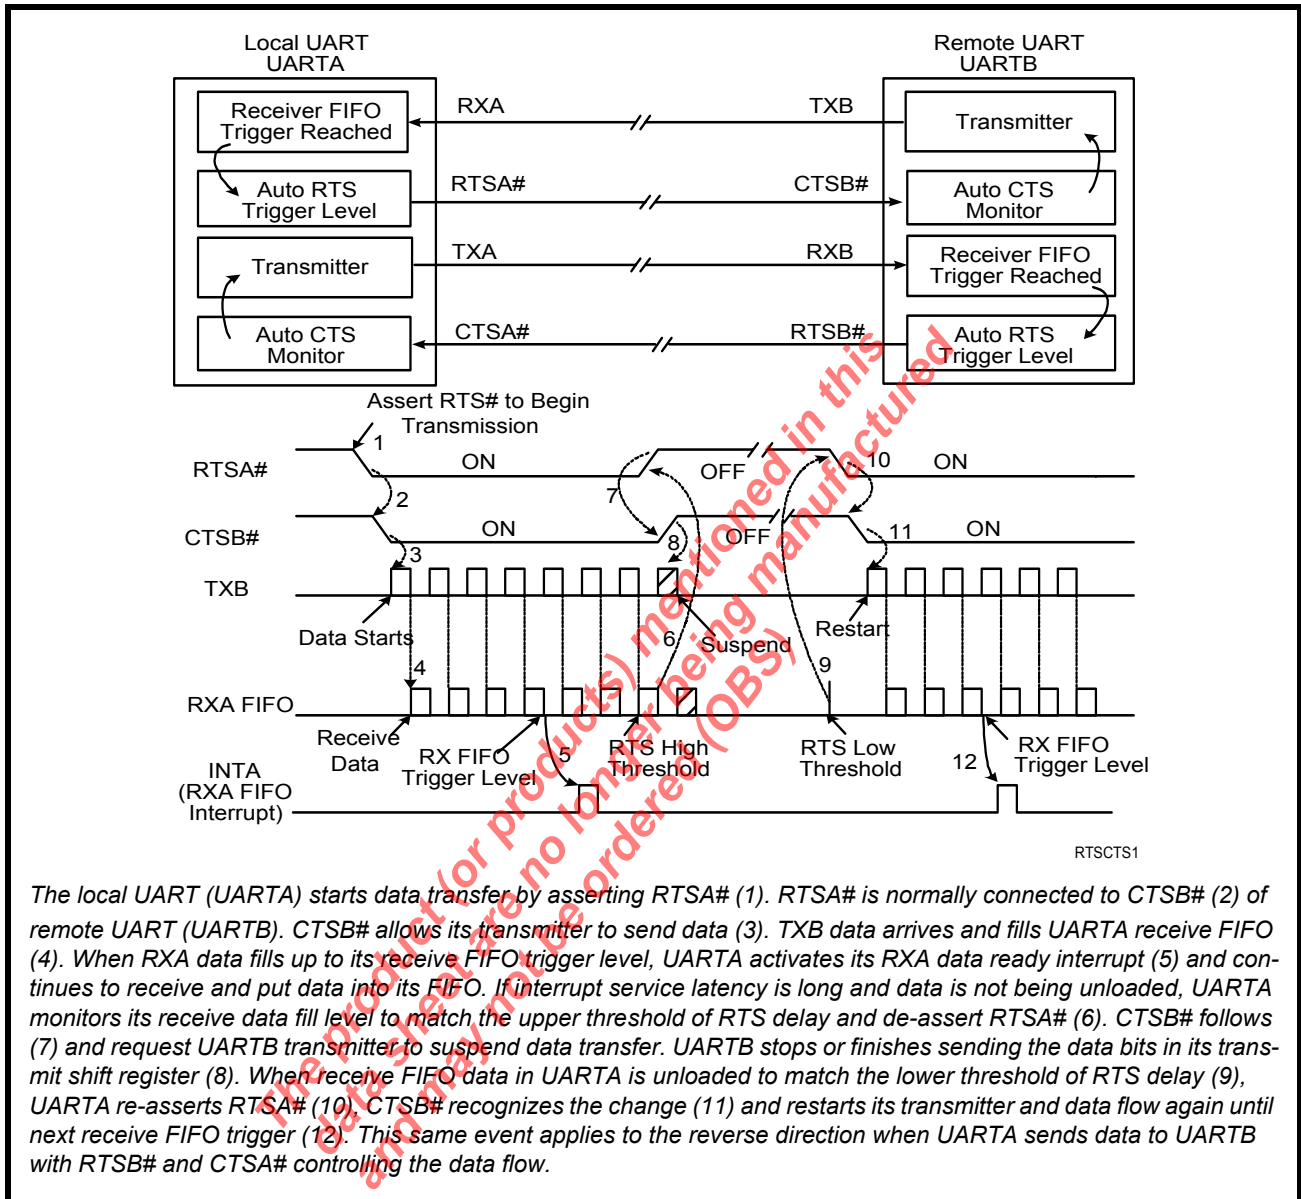 Local UART
UARTA
Remote UART
UARTB
Receiver FIFO
Trigger Reached
RXA
TXB
Transmitter
Auto RTS
Trigger Level
RTSA#
CTSB#
Auto CTS
Monitor
Transmitter
TXA
RXB
Receiver FIFO
Trigger Reached
Auto CTS
Monitor
CTSA#
RTSB#
Auto RTS
Trigger Level
Assert RTS# to Begin
Transmission
1
RTSA#
ON
OFF
10
ON
2
7
CTSB#
ON
OFF
11
ON
3
8
TXB
Data Starts
6
Suspend
Restart
4
9
RXA FIFO
Receive
Data
RX FIFO
Trigger Level
5
RTS High
Threshold
RTS Low
Threshold
12
RX FIFO
Trigger Level
INTA
(RXA FIFO
Interrupt)
RTSCTS1
The local UART (UARTA) starts data transfer by asserting RTSA# (1). RTSA# is normally connected to CTSB# (2) of
remote UART (UARTB). CTSB# allows its transmitter to send data (3). TXB data arrives and fills UARTA receive FIFO
(4). When RXA data fills up to its receive FIFO trigger level, UARTA activates its RXA data ready interrupt (5) and con-
tinues to receive and put data into its FIFO. If interrupt service latency is long and data is not being unloaded, UARTA
monitors its receive data fill level to match the upper threshold of RTS delay and de-assert RTSA# (6). CTSB# follows
(7) and request UARTB transmitter to suspend data transfer. UARTB stops or finishes sending the data bits in its trans-
mit shift register (8). When receive FIFO data in UARTA is unloaded to match the lower threshold of RTS delay (9),
UARTA re-asserts RTSA# (10), CTSB# recognizes the change (11) and restarts its transmitter and data flow again until
next receive FIFO trigger (12). This same event applies to the reverse direction when UARTA sends data to UARTB
with RTSB# and CTSA# controlling the data flow.
The product (or products) mentioned in this
data sheet are no longer being manufactured
and may not be ordered (OBS)